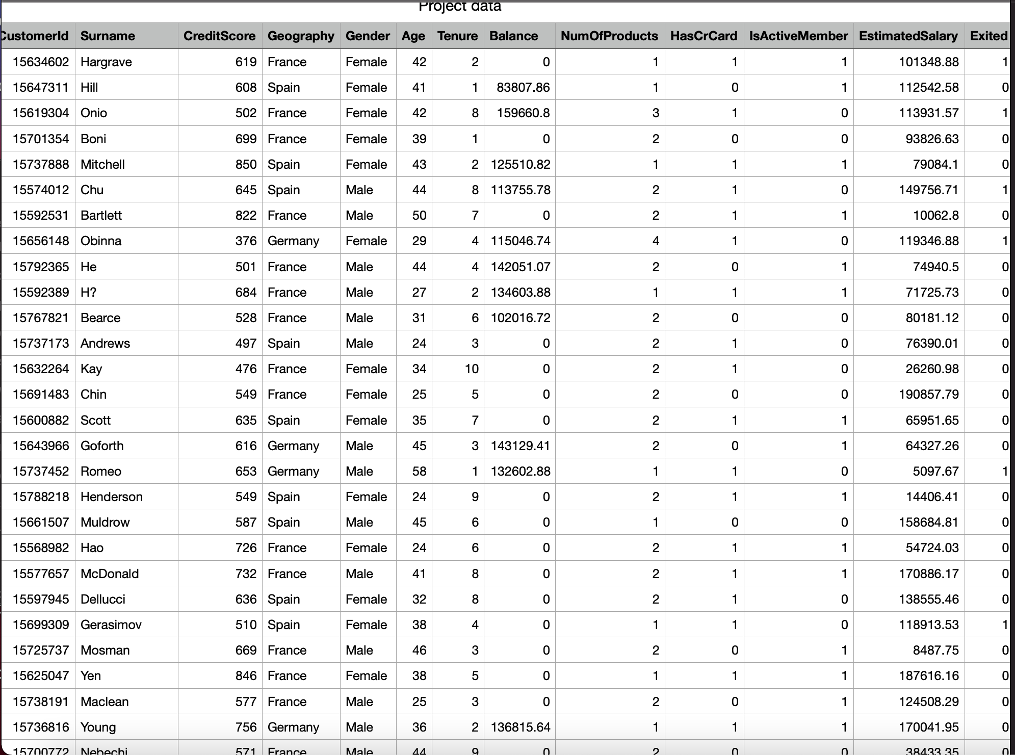 Project data
CustomerId Surname CreditScore Geography Gender Age Tenure Balance NumOfProducts HasCrCard IsActiveMember EstimatedSalary Exited
15634602 Hargrave 619 France Female 42 2 0 1 1 1 101348.88 1
15647311 Hill 608 Spain Female 41 1 83807.86 1 0 1 112542.58 0
15619304 Onio 502 France Female 42 8 159660.8 3 1 0 113931.57 1
15701354 Boni 699 France Female 39 1 0 2 0 0 93826.63 0
15737888 Mitchell 850 Spain Female 43 2 125510.82 1 1 1 79084.1 0
15574012 Chu 645 Spain Male 44 8 113755.78 2 1 0 149756.71 1
15592531 Bartlett 822 France Male 50 7 0 2 1 1 10062.8 0
15656148 Obinna 376 Germany Female 29 4 115046.74 4 1 0 119346.88 1
15792365 He 501 France Male 44 4 142051.07 2 0 1 74940.5 0
15592389 H? 684 France Male 27 2 134603.88 1 1 1 71725.73 0
15767821 Bearce 528 France Male 31 6 102016.72 2 0 0 80181.12 0
15737173 Andrews 497 Spain Male 24 3 0 2 1 0 76390.01 0
15632264 Kay 476 France Female 34 10 0 2 1 0 26260.98 0
15691483 Chin 549 France Female 25 5 0 2 0 0 190857.79 0
15600882 Scott 635 Spain Female 35 7 0 2 1 1 65951.65 0
15643966 Goforth 616 Germany Male 45 3 143129.41 2 0 1 64327.26 0
15737452 Romeo 653 Germany Male 58 1 132602.88 1 1 0 5097.67 1
15788218 Henderson 549 Spain Female 24 9 0 2 1 1 14406.41 0
15661507 Muldrow 587 Spain Male 45 6 0 1 0 0 158684.81 0
15568982 Hao 726 France Female 24 6 0 2 1 1 54724.03 0
15577657 McDonald 732 France Male 41 8 0 2 1 1 170886.17 0
15597945 Dellucci 636 Spain Female 32 8 0 2 1 0 138555.46 0
15699309 Gerasimov 510 Spain Female 38 4 0 1 1 0 118913.53 1
15725737 Mosman 669 France Male 46 3 0 2 0 1 8487.75 0
15625047 Yen 846 France Female 38 5 0 1 1 1 187616.16 0
15738191 Maclean 577 France Male 25 3 0 2 0 1 124508.29 0
15736816 Young 756 Germany Male 36 2 136815.64 1 1 1 170041.95 0
15700772 Nebechi 571 France Male 44 9 0 2 0 0 38433.35 0